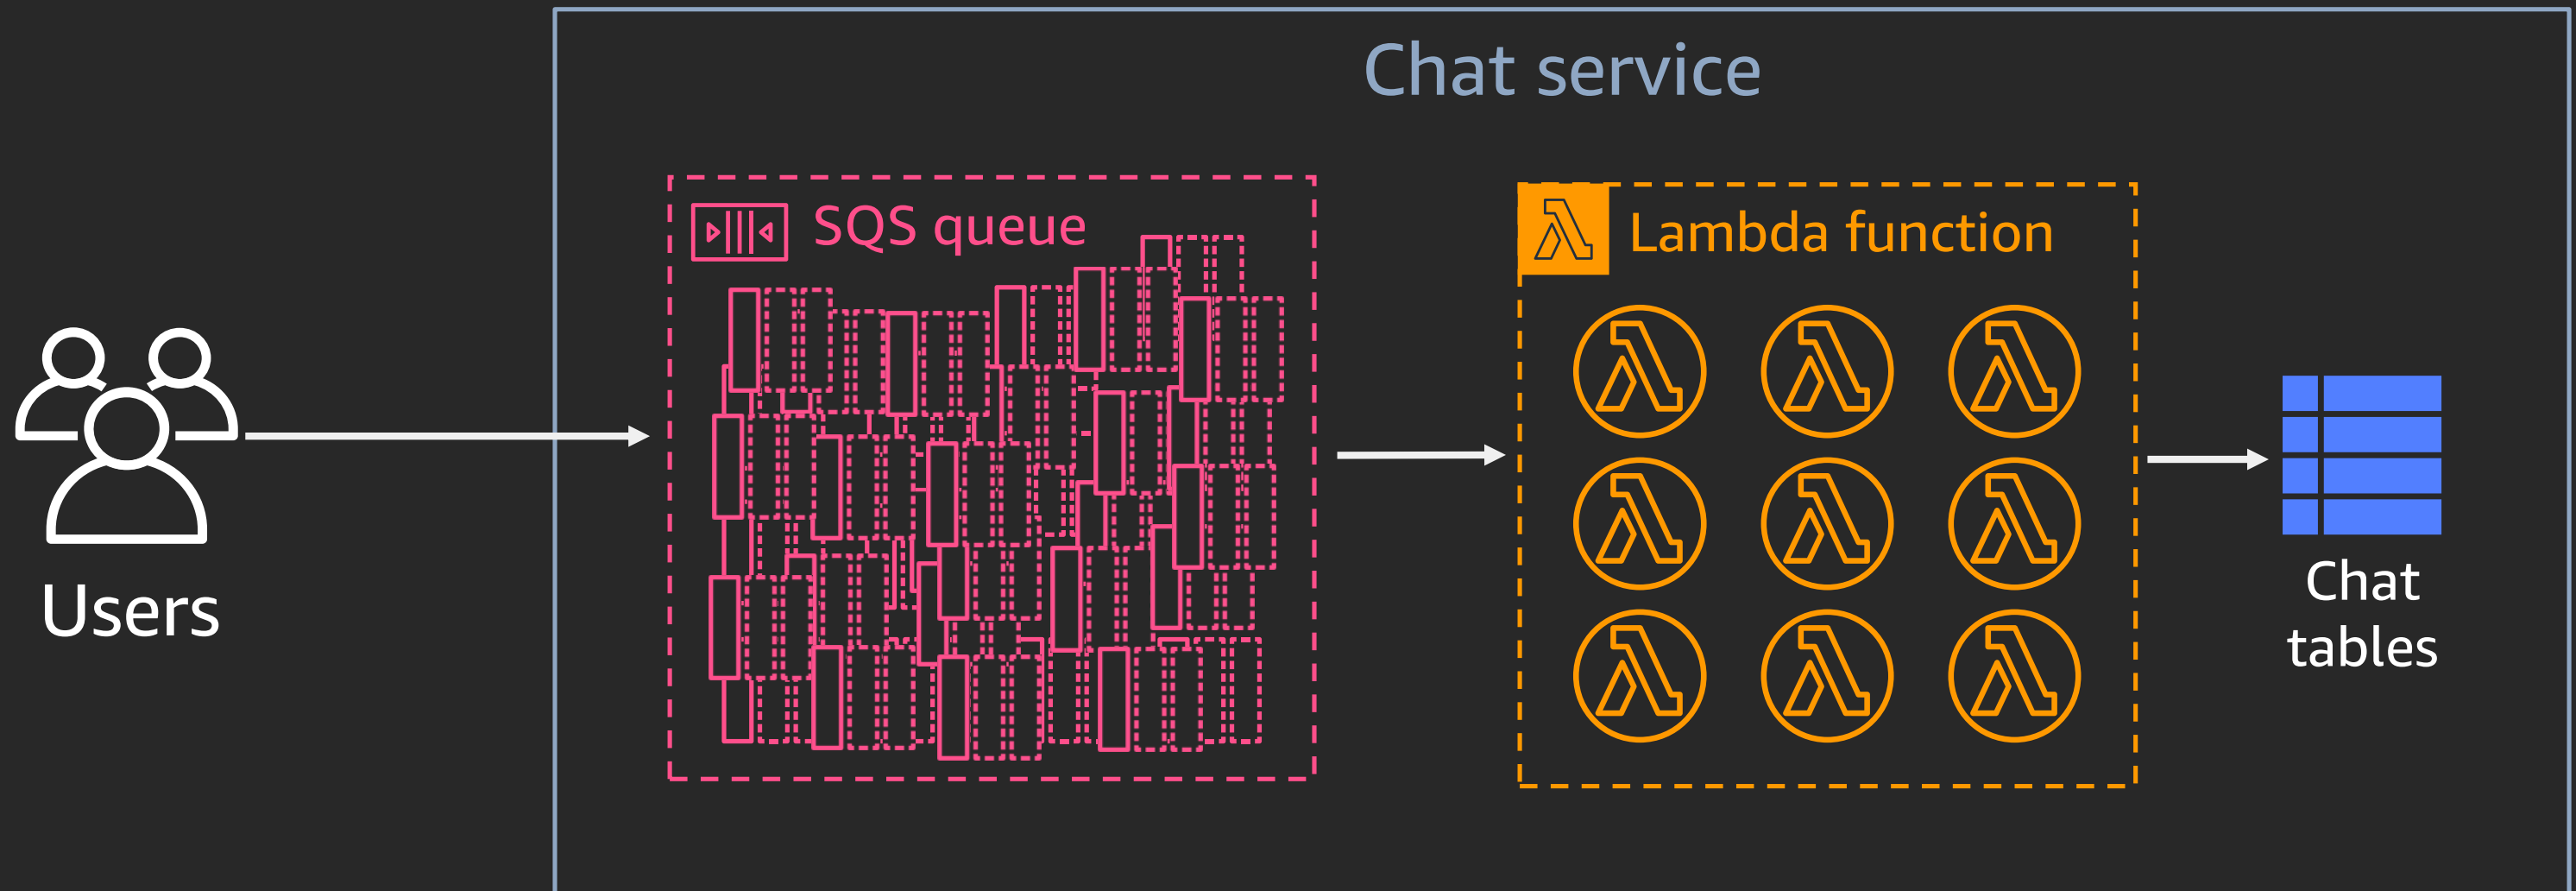 Chat service
SQS queue
Lambda function
Users
Chat
tables